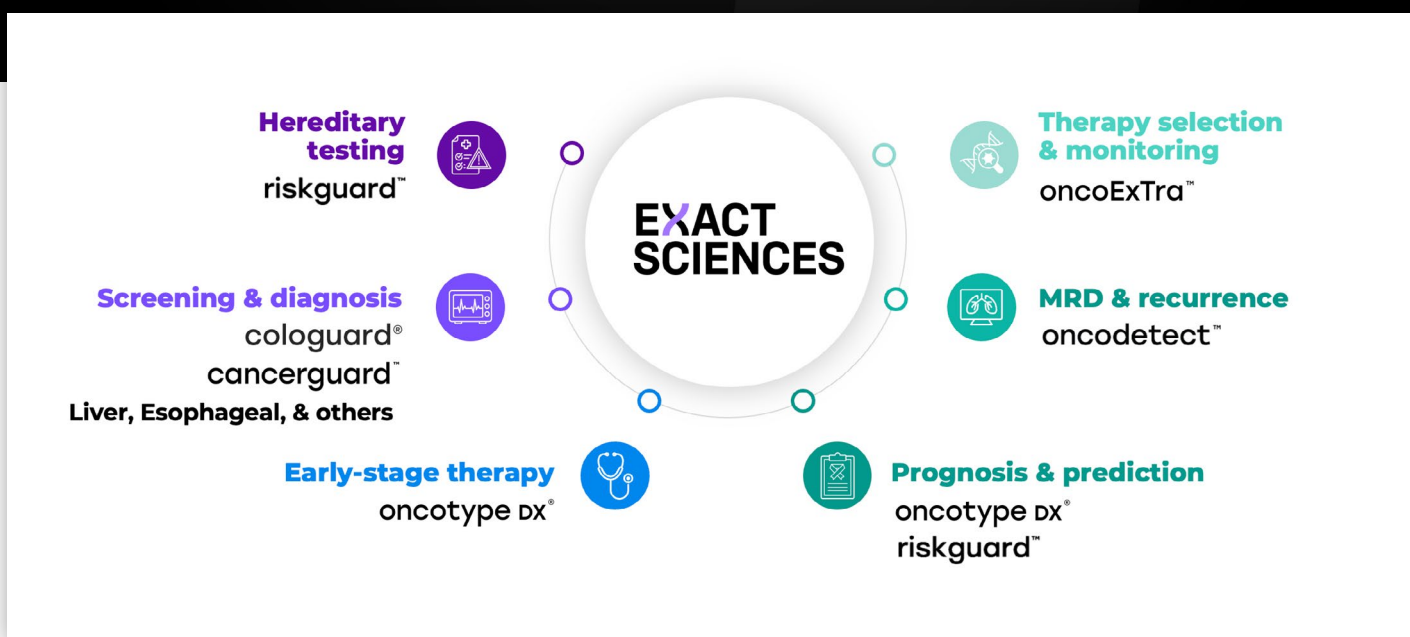 Hereditary
testing
riskguard™
Screening & diagnosis
cologuard®
cancerguard™
Liver, Esophageal, & others
Early-stage therapy
oncotype DX®
EXACT
SCIENCES
Therapy selection
& monitoring
oncoExTra™
MRD & recurrence
oncodetect™
Prognosis & prediction
oncotype DX®
riskguard™